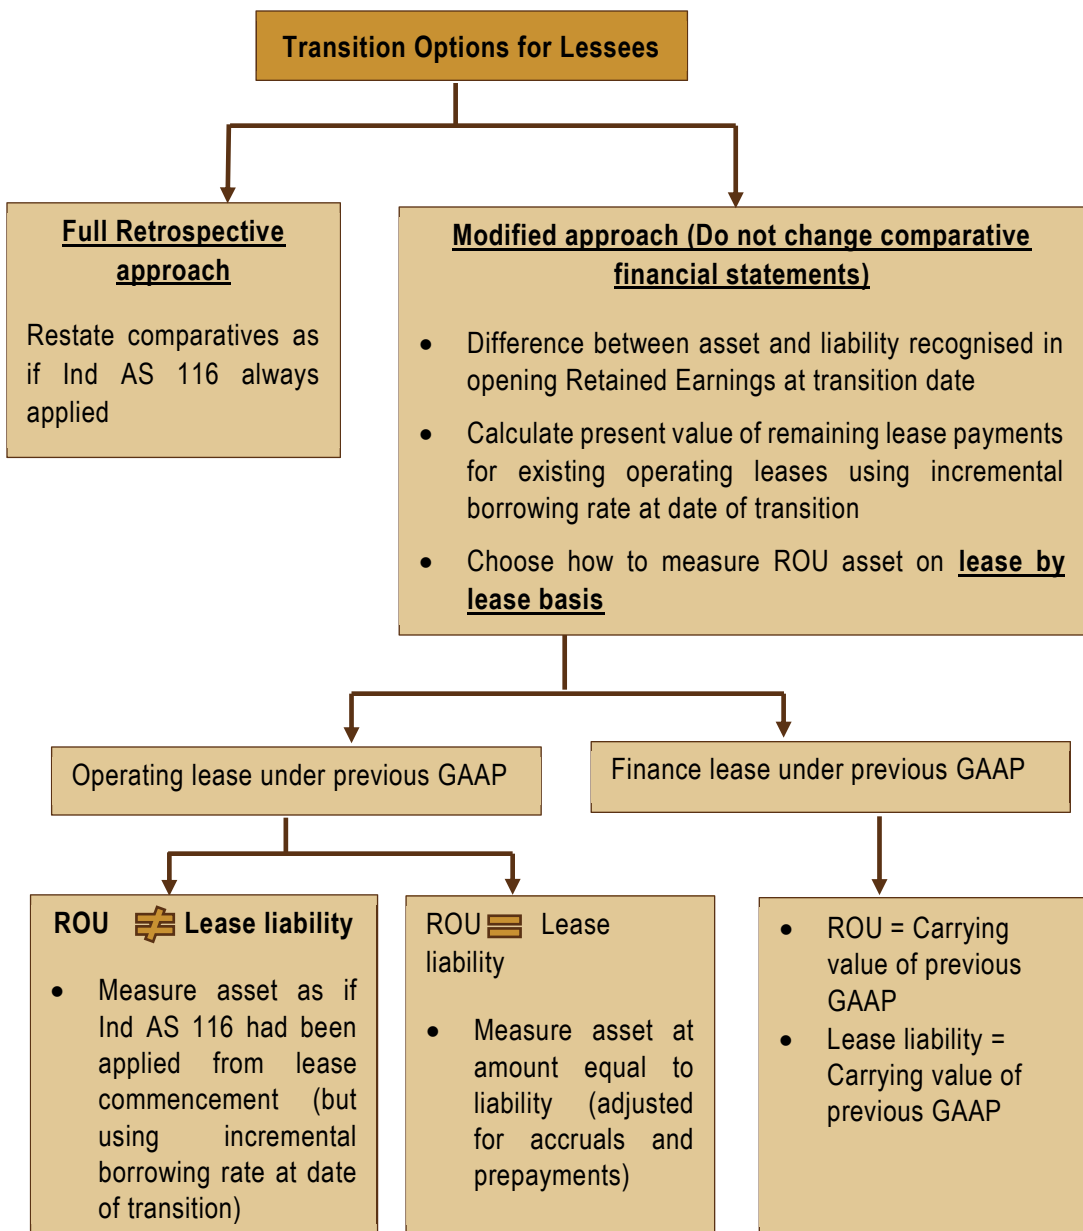 Transition Options for Lessees
Full Retrospective
approach
Restate comparatives as
if Ind AS 116 always
applied
Modified approach (Do not change comparative
financial statements)
• Difference between asset and liability recognised in
opening Retained Earnings at transition date
• Calculate present value of remaining lease payments
for existing operating leases using incremental
borrowing rate at date of transition
• Choose how to measure ROU asset on lease by
lease basis
Operating lease under previous GAAP
Finance lease under previous GAAP
ROU ≠ Lease liability
• Measure asset as if
Ind AS 116 had been
applied from lease
commencement (but
using incremental
borrowing rate at date
of transition)
ROU = Lease
liability
• Measure asset at
amount equal to
liability (adjusted
for accruals and
prepayments)
• ROU = Carrying
value of previous
GAAP
• Lease liability =
Carrying value of
previous GAAP